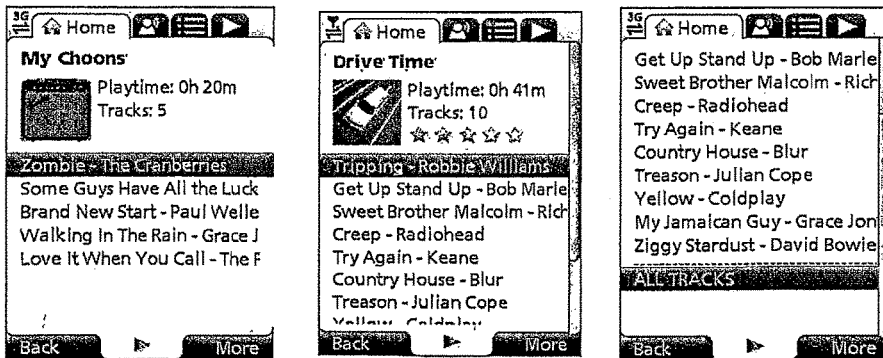 3G
Home
My Choons
Playtime: 0h 20m
Tracks: 5
Zombie - The Cranberries
Some Guys Have All the Luck
Brand New Start - Paul Welle
Walking In The Rain - Grace J
Love It When You Call - The F
Back
More
Home
Drive Time
Playtime: 0h 41m
Tracks: 10
Tripping - Robbie Williams
Get Up Stand Up - Bob Marle
Sweet Brother Malcolm - Rich
Creep - Radiohead
Try Again - Keane
Country House - Blur
Treason - Julian Cope
Yellow - Coldplay
Back
More
3G
Home
Get Up Stand Up - Bob Marle
Sweet Brother Malcolm - Rich
Creep - Radiohead
Try Again - Keane
Country House - Blur
Treason - Julian Cope
Yellow - Coldplay
My Jamaican Guy - Grace Jon
Ziggy Stardust - David Bowie
ALL TRACKS
Back
More